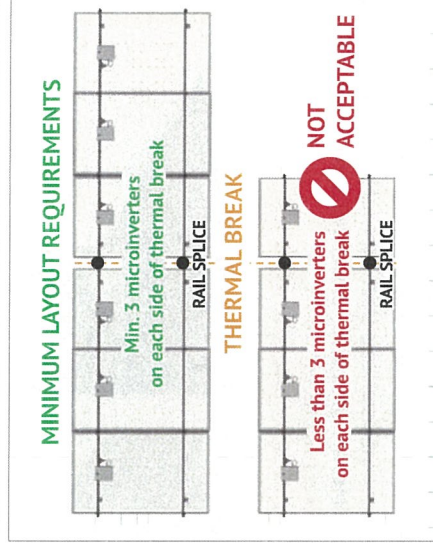 MINIMUM LAYOUT REQUIREMENTS
Min. 3 microinverters
on each side of thermal break
RAIL SPLICE
THERMAL BREAK
Less than 3 microinverters
on each side of thermal break
NOT
ACCEPTABLE
RAIL SPLICE